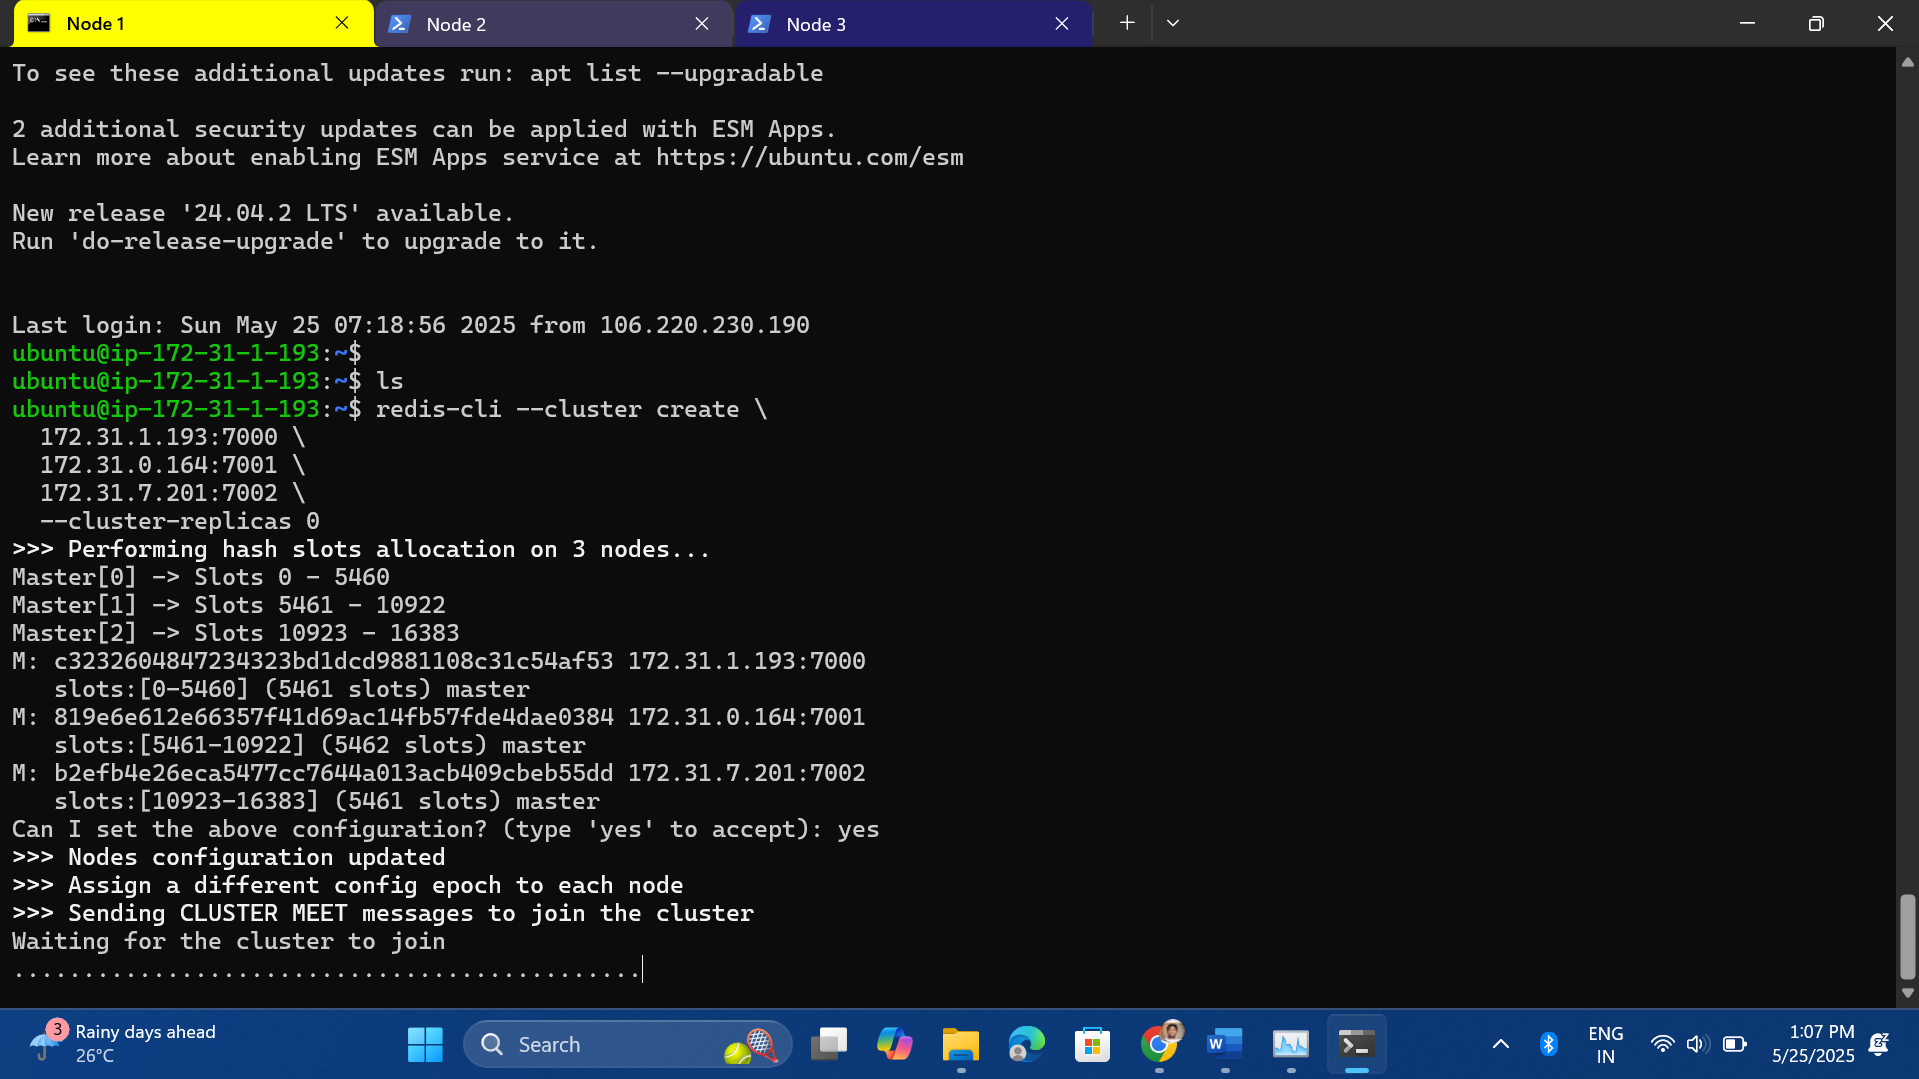 Node 1
Node 2
Node 3
To see these additional updates run: apt list --upgradable
2 additional security updates can be applied with ESM Apps.
Learn more about enabling ESM Apps service at https://ubuntu.com/esm
New release '24.04.2 LTS' available.
Run 'do-release-upgrade' to upgrade to it.
Last login: Sun May 25 07:18:56 2025 from 106.220.230.190
ubuntu@ip-172-31-1-193:~$
ubuntu@ip-172-31-1-193:~$ ls
ubuntu@ip-172-31-1-193:~$ redis-cli --cluster create \
172.31.1.193:7000 \
172.31.0.164:7001 \
172.31.7.201:7002 \
--cluster-replicas 0
>>> Performing hash slots allocation on 3 nodes...
Master[0] -> Slots 0 - 5460
Master[1] -> Slots 5461 - 10922
Master[2] -> Slots 10923 - 16383
M: c3232604847234323bd1dcd9881108c31c54af53 172.31.1.193:7000
slots:[0-5460] (5461 slots) master
M: 819e6e612e66357f41d69ac14fb57fde4dae0384 172.31.0.164:7001
slots:[5461-10922] (5462 slots) master
M: b2efb4e26eca5477cc7644a013acb409cbeb55dd 172.31.7.201:7002
slots:[10923-16383] (5461 slots) master
Can I set the above configuration? (type 'yes' to accept): yes
>>> Nodes configuration updated
>>> Assign a different config epoch to each node
>>> Sending CLUSTER MEET messages to join the cluster
Waiting for the cluster to join
.............................................
3
Rainy days ahead
26°C
Search
ENG
IN
1:07 PM
5/25/2025